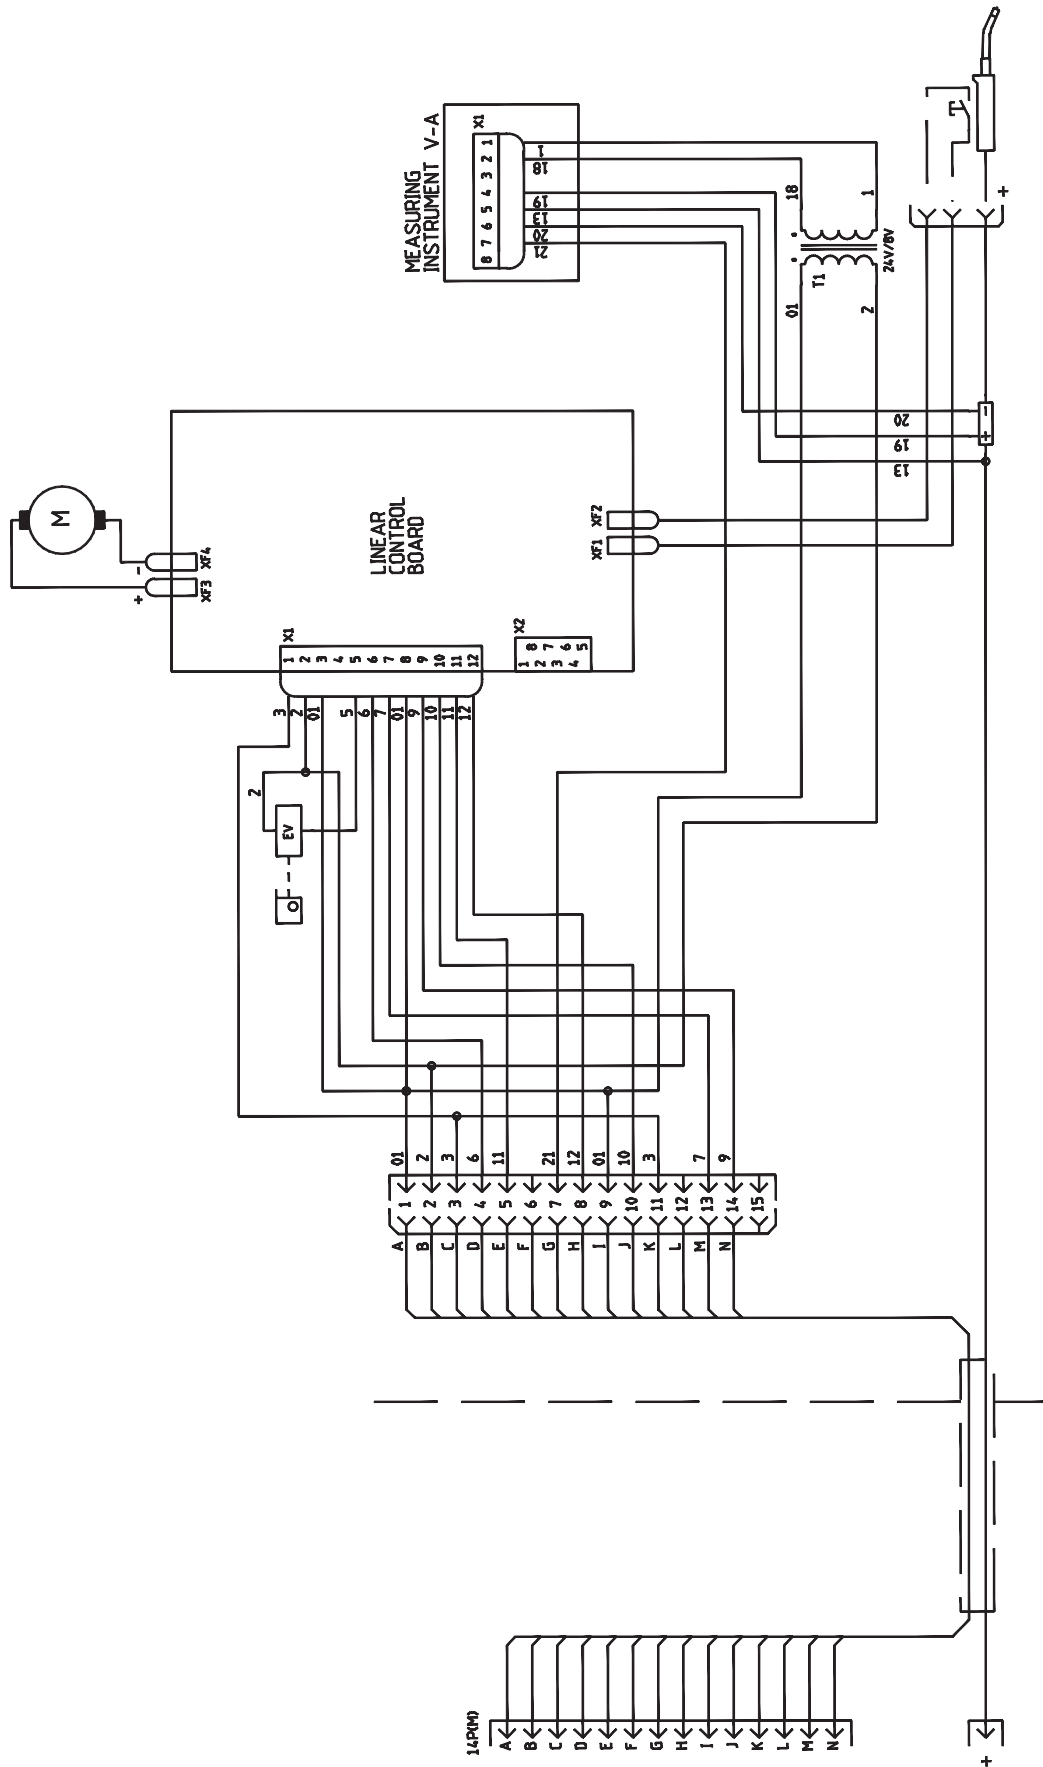 MEASURING
INSTRUMENT V-A
X1
8 7 6 5 4 3 2 1
1
18
19
13
20
21
18
1
24V/8V
T1
01
2
+
20
19
13
-
+
M
-
+
XF4
XF3
LINEAR
CONTROL
BOARD
XF2
XF1
X1
1
2
3
4
5
6
7
8
9
10
11
12
X2
1 8
2 7
3 6
4 5
3
2
01
5
6
7
01
9
10
11
12
2
EV
01
2
3
6
11
21
12
01
10
3
7
9
1
2
3
4
5
6
7
8
9
10
11
12
13
14
15
A
B
C
D
E
F
G
H
I
J
K
L
M
N
14P(M)
A
B
C
D
E
F
G
H
I
J
K
L
M
N
+